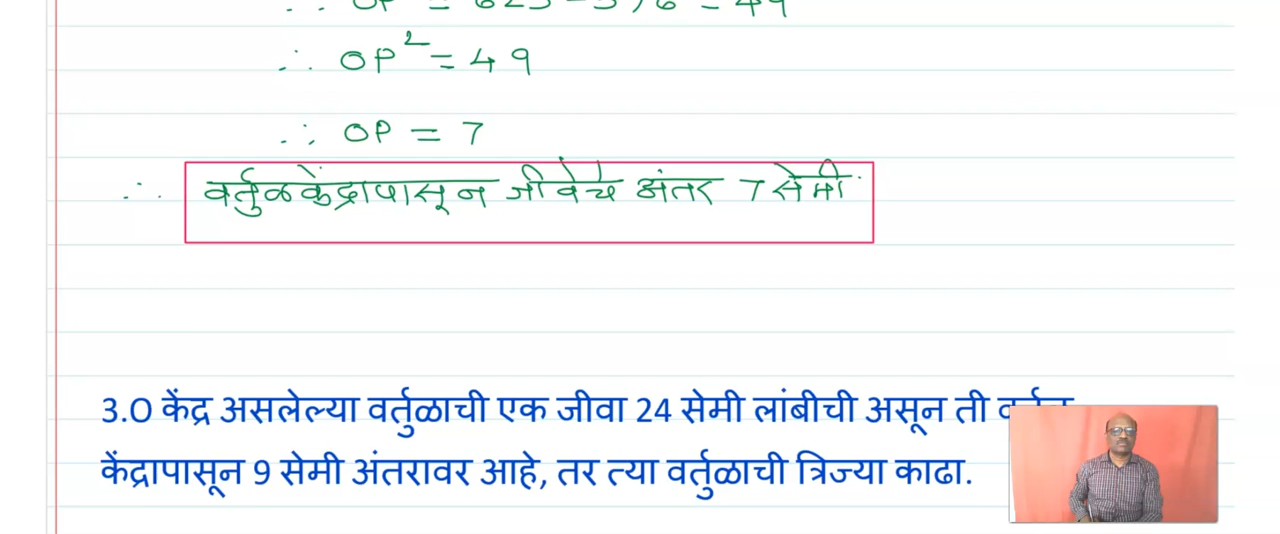 ∴ OP² = 49
∴ OP = 7
∴ वर्तुळकेंद्रापासून जीवेचे अंतर 7 सेमी.
3.O केंद्र असलेल्या वर्तुळाची एक जीवा 24 सेमी लांबीची असून ती
केंद्रापासून 9 सेमी अंतरावर आहे, तर त्या वर्तुळाची त्रिज्या काढा.